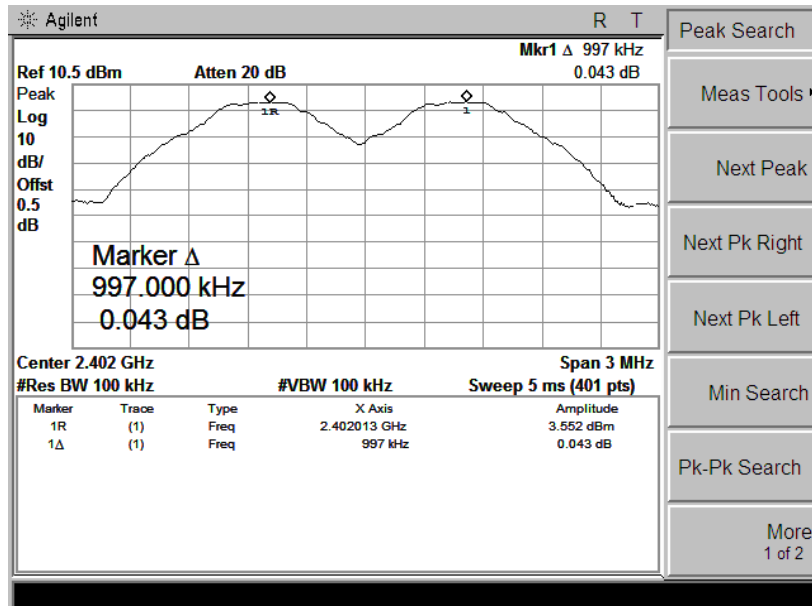 Agilent R T
Mkr1 Δ 997 kHz
Ref 10.5 dBm Atten 20 dB 0.043 dB
Peak
Log
10
dB/
Offst
0.5
dB
1R 1
Marker Δ
997.000 kHz
0.043 dB
Center 2.402 GHz Span 3 MHz
#Res BW 100 kHz #VBW 100 kHz Sweep 5 ms (401 pts)
Marker Trace Type X Axis Amplitude
1R (1) Freq 2.402013 GHz 3.552 dBm
1Δ (1) Freq 997 kHz 0.043 dB
Peak Search
Meas Tools
Next Peak
Next Pk Right
Next Pk Left
Min Search
Pk-Pk Search
More
1 of 2